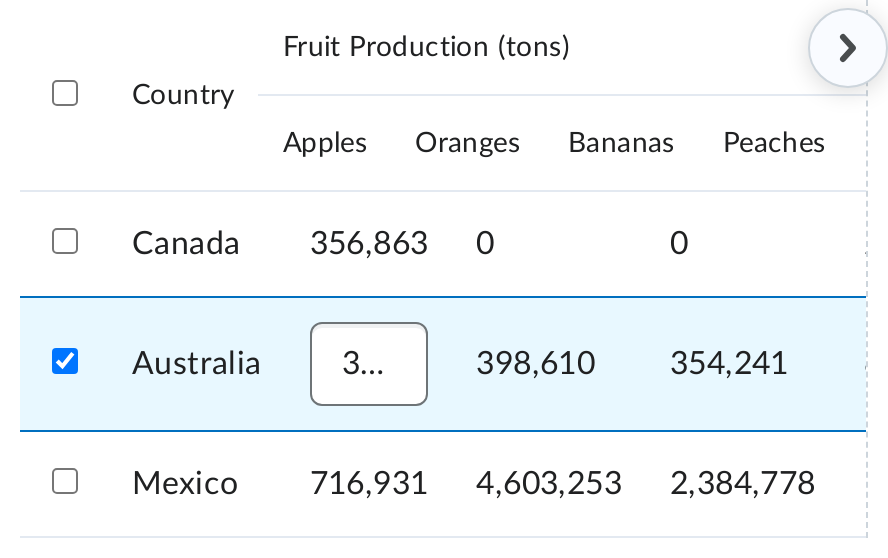 Fruit Production (tons)
Country
Apples Oranges Bananas Peaches
Canada 356,863 0 0
Australia 3... 398,610 354,241
Mexico 716,931 4,603,253 2,384,778